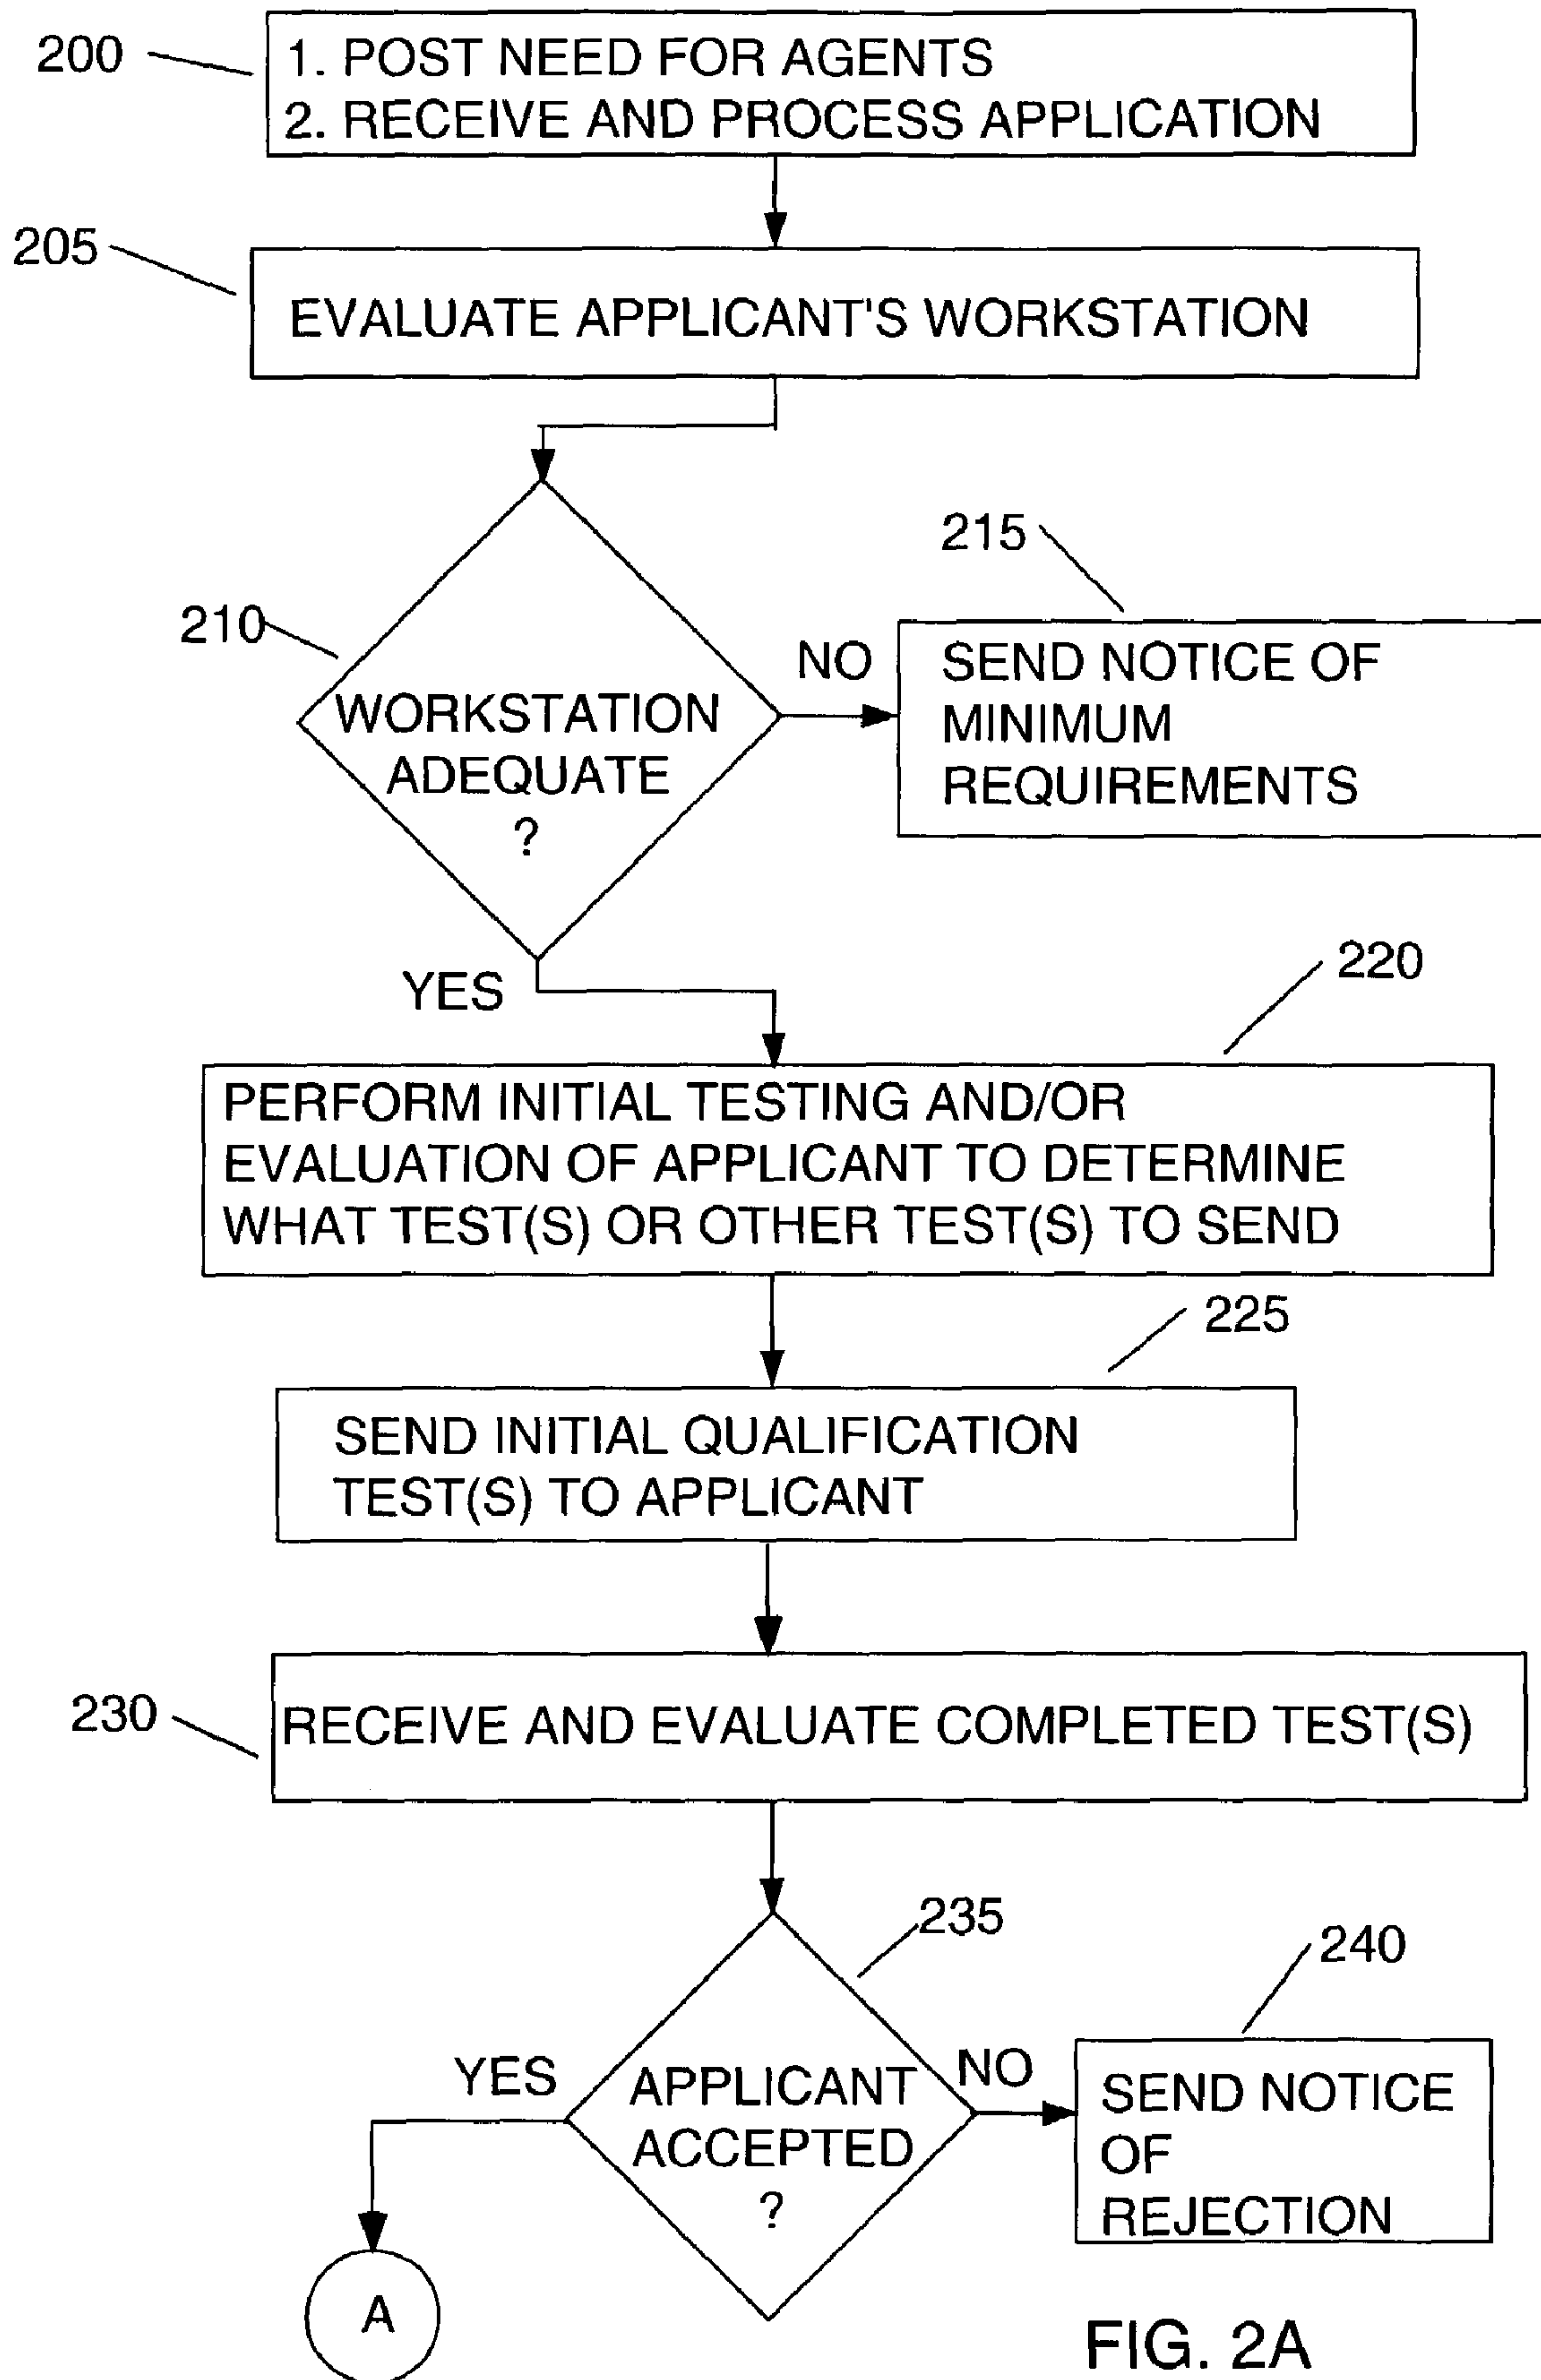 200
1. POST NEED FOR AGENTS
2. RECEIVE AND PROCESS APPLICATION
205
EVALUATE APPLICANT'S WORKSTATION
215
210
NO
SEND NOTICE OF
MINIMUM
REQUIREMENTS
WORKSTATION
ADEQUATE
?
YES
220
PERFORM INITIAL TESTING AND/OR
EVALUATION OF APPLICANT TO DETERMINE
WHAT TEST(S) OR OTHER TEST(S) TO SEND
225
SEND INITIAL QUALIFICATION
TEST(S) TO APPLICANT
230
RECEIVE AND EVALUATE COMPLETED TEST(S)
235
240
YES
APPLICANT
ACCEPTED
?
NO
SEND NOTICE
OF
REJECTION
A
FIG. 2A